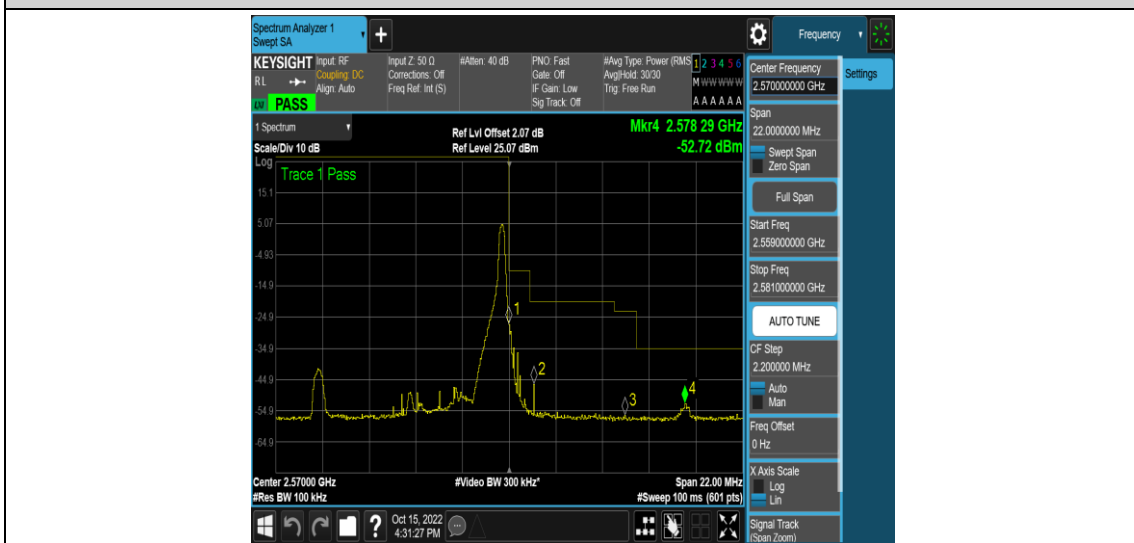 Spectrum Analyzer 1
Swept SA
+
Frequency
KEYSIGHT
RL
LV PASS
Input: RF
Coupling: DC
Align: Auto
Input Z: 50 Ω
Corrections: Off
Freq Ref: Int (S)
#Atten: 40 dB
PNO: Fast
Gate: Off
IF Gain: Low
Sig Track: Off
#Avg Type: Power (RMS
Avg|Hold: 30/30
Trig: Free Run
1 2 3 4 5 6
M W W W W W
A A A A A A
1 Spectrum
Scale/Div 10 dB
Ref Lvl Offset 2.07 dB
Ref Level 25.07 dBm
Mkr4 2.578 29 GHz
-52.72 dBm
Log
Trace 1 Pass
15.1
5.07
-4.93
-14.9
-24.9
-34.9
-44.9
-54.9
-64.9
1
2
3
4
Center 2.57000 GHz
#Res BW 100 kHz
#Video BW 300 kHz*
Span 22.00 MHz
#Sweep 100 ms (601 pts)
Center Frequency
2.570000000 GHz
Settings
Span
22.0000000 MHz
Swept Span
Zero Span
Full Span
Start Freq
2.559000000 GHz
Stop Freq
2.581000000 GHz
AUTO TUNE
CF Step
2.200000 MHz
Auto
Man
Freq Offset
0 Hz
X Axis Scale
Log
Lin
Signal Track
(Span Zoom)
?
Oct 15, 2022
4:31:27 PM